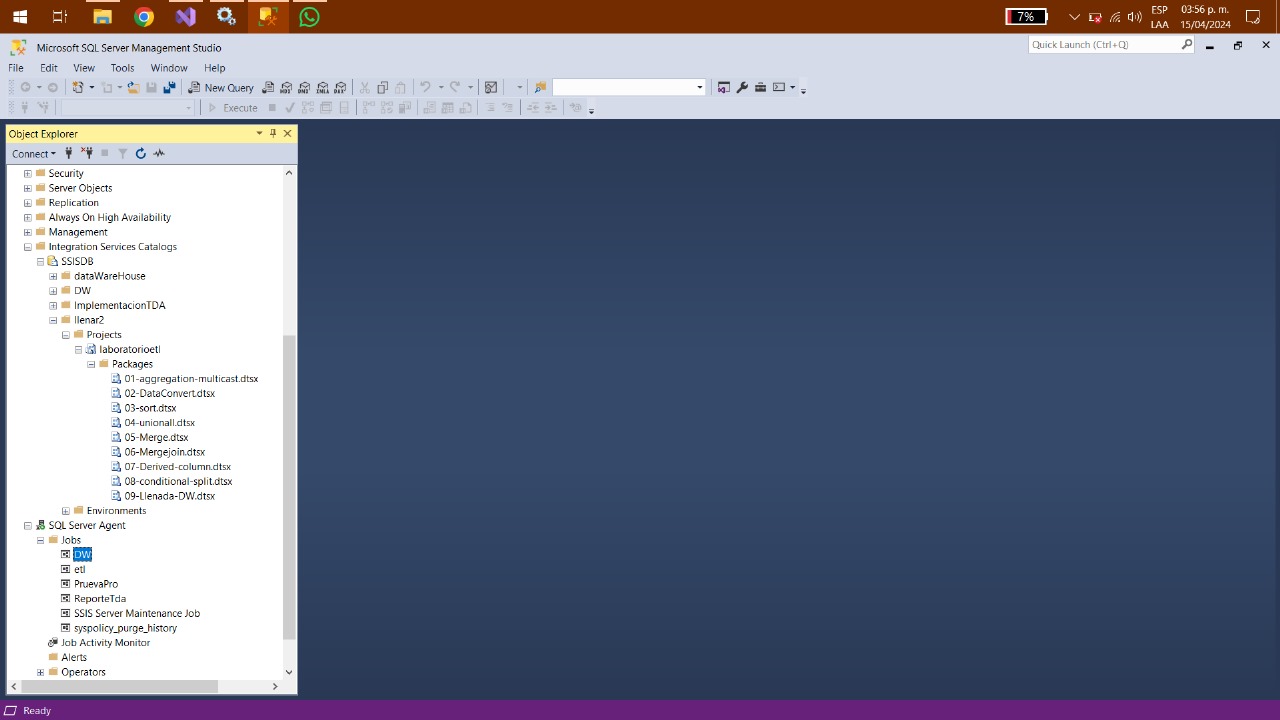 7%
ESP
LAA
03:56 p. m.
15/04/2024
Microsoft SQL Server Management Studio
Quick Launch (Ctrl+Q)
File Edit View Tools Window Help
New Query
MDX DMX XMLA DAX
Execute
Object Explorer
Connect
Security
Server Objects
Replication
Always On High Availability
Management
Integration Services Catalogs
SSISDB
dataWareHouse
DW
ImplementacionTDA
llenar2
Projects
laboratorioetl
Packages
01-aggregation-multicast.dtsx
02-DataConvert.dtsx
03-sort.dtsx
04-unionall.dtsx
05-Merge.dtsx
06-Mergejoin.dtsx
07-Derived-column.dtsx
08-conditional-split.dtsx
09-Llenada-DW.dtsx
Environments
SQL Server Agent
Jobs
DW
etl
PruevaPro
ReporteTda
SSIS Server Maintenance Job
syspolicy_purge_history
Job Activity Monitor
Alerts
Operators
Ready